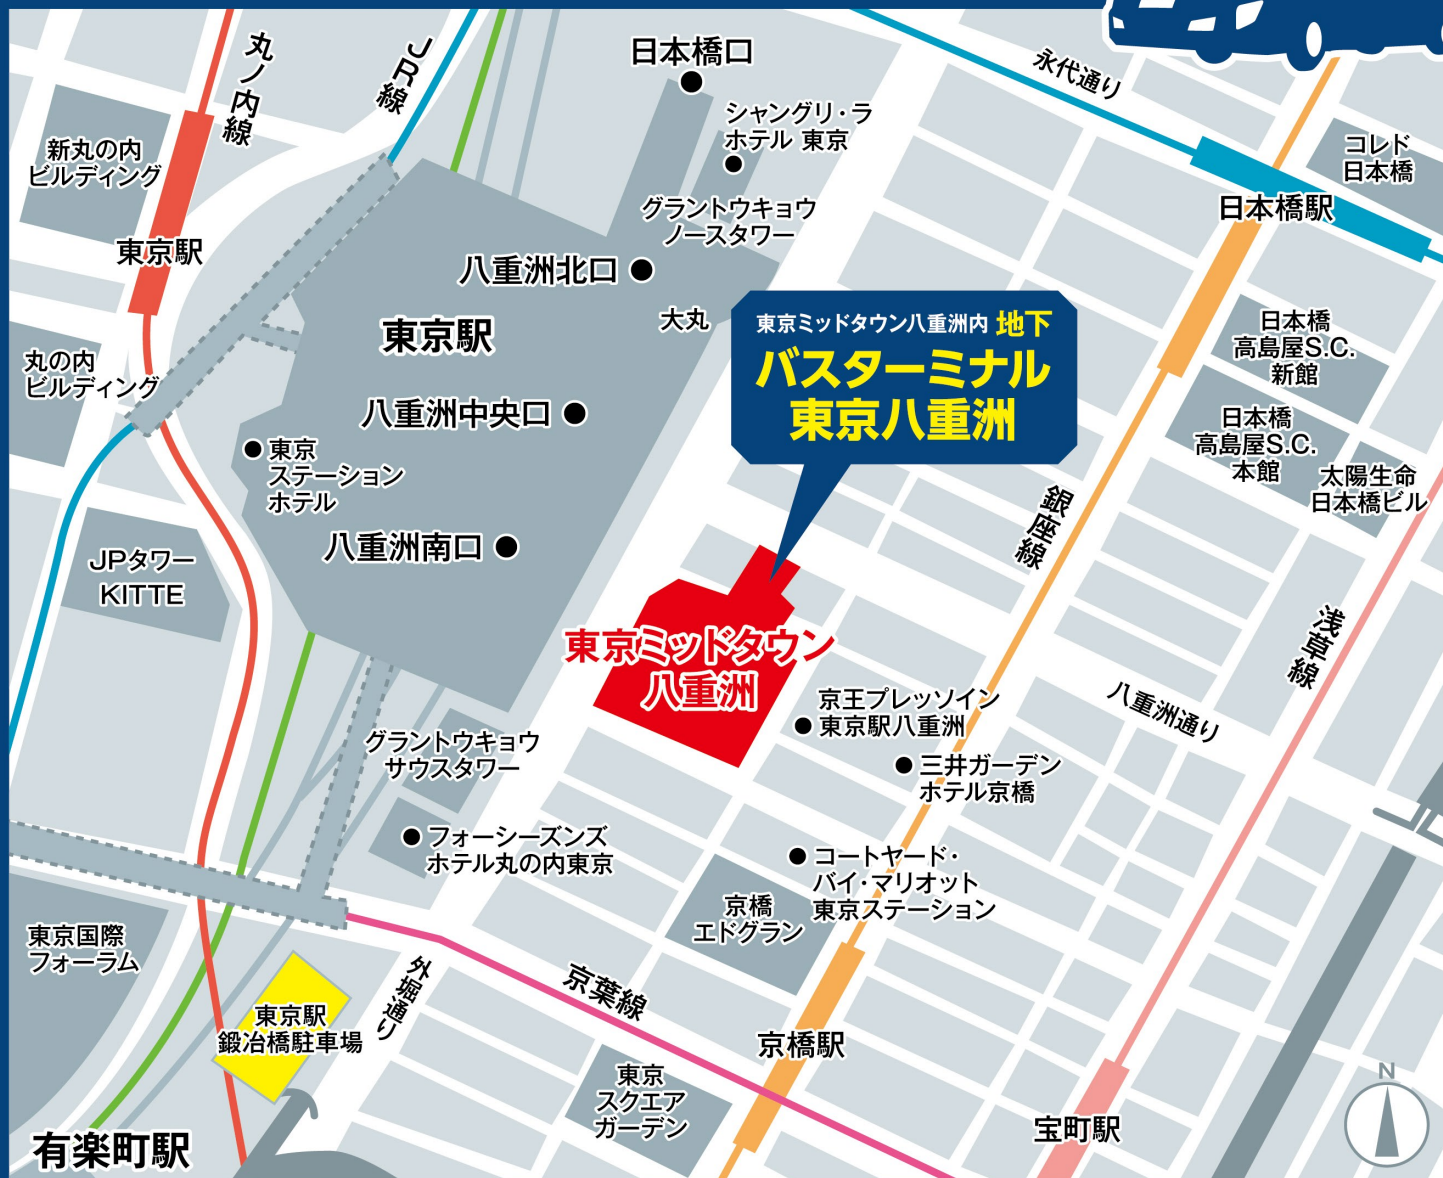 日本橋口
シャングリ・ラ
ホテル 東京
グラントウキョウ
ノースタワー
丸ノ内線
JR線
永代通り
コレド
日本橋
日本橋駅
新丸の内
ビルディング
東京駅
八重洲北口
東京駅
大丸
東京ミッドタウン八重洲内 地下
バスターミナル
東京八重洲
日本橋
高島屋S.C.
新館
丸の内
ビルディング
八重洲中央口
東京
ステーション
ホテル
日本橋
高島屋S.C.
本館
太陽生命
日本橋ビル
銀座線
八重洲南口
JPタワー
KITTE
東京ミッドタウン
八重洲
浅草線
八重洲通り
京王プレッソイン
東京駅八重洲
三井ガーデン
ホテル京橋
グラントウキョウ
サウスタワー
フォーシーズンズ
ホテル丸の内東京
コートヤード・
バイ・マリオット
東京ステーション
京橋
エドグラン
東京国際
フォーラム
外堀通り
京葉線
東京駅
鍛冶橋駐車場
京橋駅
東京
スクエア
ガーデン
宝町駅
有楽町駅
N